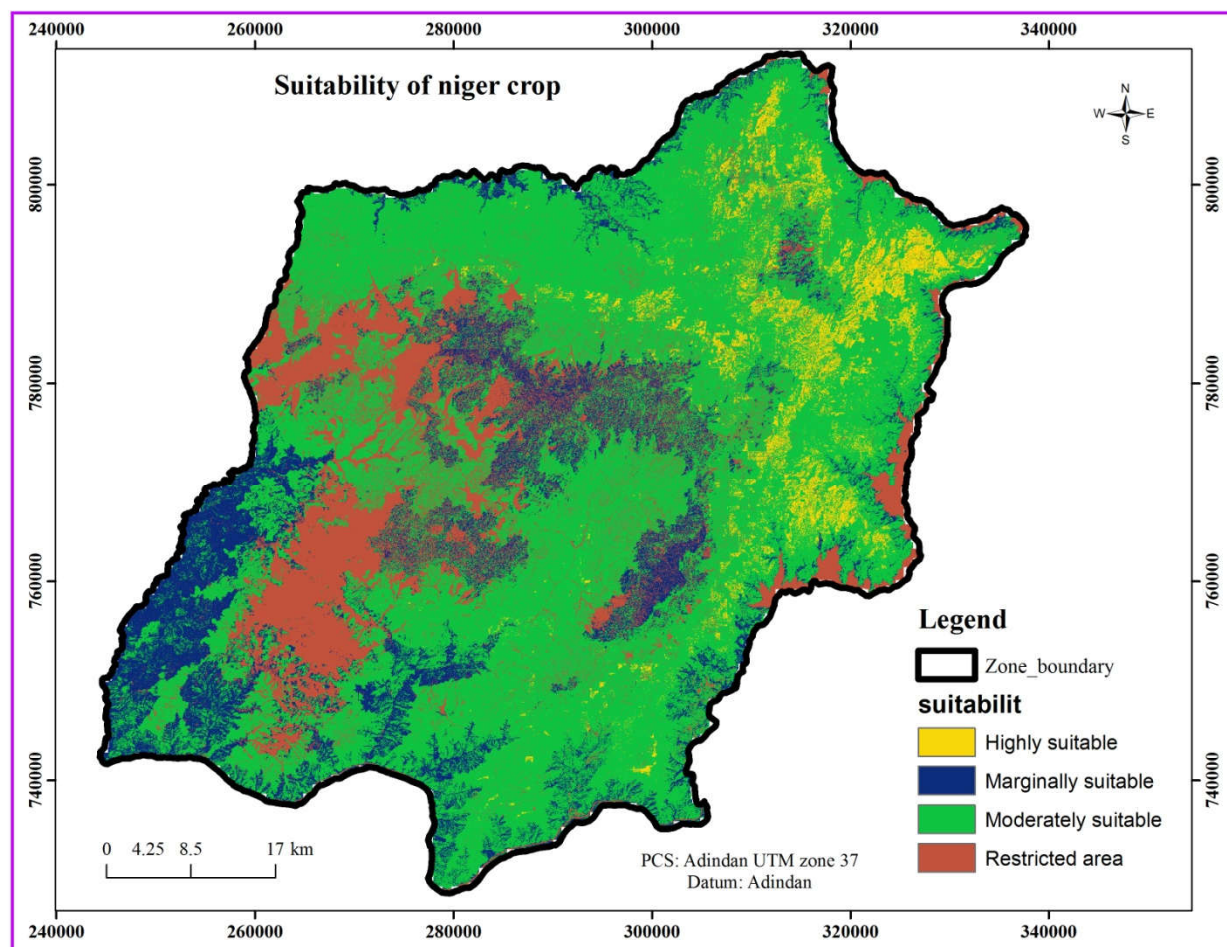 240000 260000 280000 300000 320000 340000
Suitability of niger crop
N
W E
S
800000 800000
780000 780000
760000 760000
740000 740000
Legend
Zone_boundary
suitabilit
Highly suitable
Marginally suitable
Moderately suitable
Restricted area
0 4.25 8.5 17 km
PCS: Adindan UTM zone 37
Datum: Adindan
240000 260000 280000 300000 320000 340000